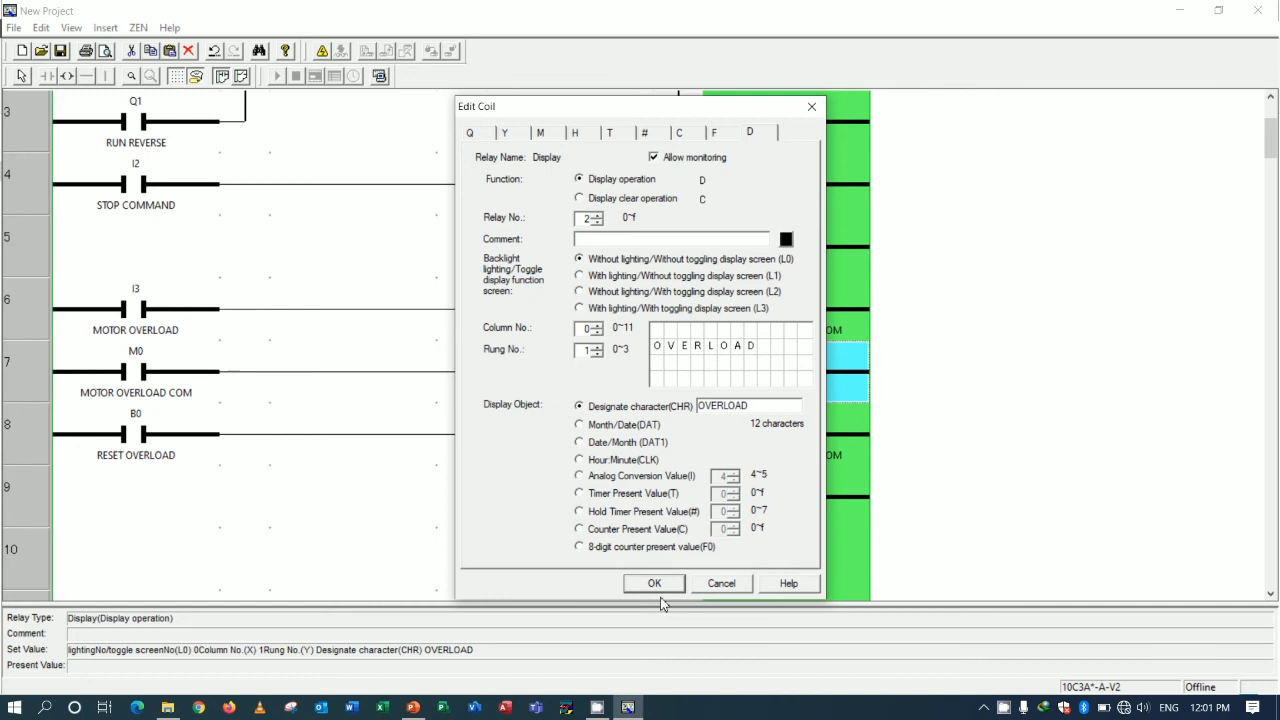 New Project
File Edit View Insert ZEN Help
Edit Coil
Q Y M H T # C F D
Relay Name: Display Allow monitoring
Function: Display operation D
Display clear operation C
Relay No.: 2 0~f
Comment:
Backlight lighting/Toggle display function screen:
Without lighting/Without toggling display screen (L0)
With lighting/Without toggling display screen (L1)
Without lighting/With toggling display screen (L2)
With lighting/With toggling display screen (L3)
Column No.: 0 0~11
Rung No.: 1 0~3
O V E R L O A D
Display Object: Designate character(CHR) OVERLOAD
Month/Date(DAT) 12 characters
Date/Month (DAT1)
Hour:Minute(CLK)
Analog Conversion Value(I) 4 4~5
Timer Present Value(T) 0 0~f
Hold Timer Present Value(#) 0 0~7
Counter Present Value(C) 0 0~f
8-digit counter present value(F0)
OK Cancel Help
3 Q1
RUN REVERSE
4 I2
STOP COMMAND
5
6 I3
MOTOR OVERLOAD OM
7 M0
MOTOR OVERLOAD COM
8 B0
RESET OVERLOAD OM
9
10
Relay Type: Display(Display operation)
Comment:
Set Value: lightingNo/toggle screenNo(L0) 0Column No.(X) 1Rung No.(Y) Designate character(CHR) OVERLOAD
Present Value:
10C3A*-A-V2 Offline
ENG 12:01 PM